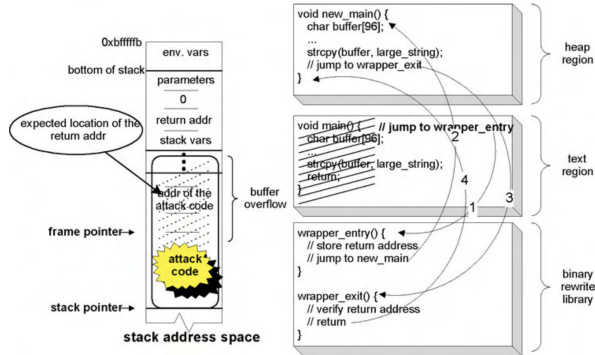 0xbfffffb
env. vars
bottom of stack
parameters
0
return addr
stack vars
expected location of the
return addr
addr of the
attack code
buffer
overflow
frame pointer
attack
code
stack pointer
stack address space
void new_main() {
char buffer[96];
...
strcpy(buffer, large_string);
// jump to wrapper_exit
}
heap
region
void main() { // jump to wrapper_entry
char buffer[96];
...
strcpy(buffer, large_string);
return;
}
text
region
2
4
1
3
wrapper_entry() {
// store return address
// jump to new_main
}
wrapper_exit() {
// verify return address
// return
}
binary
rewrite
library